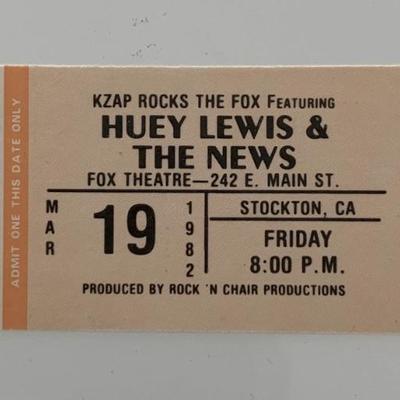 ADMIT ONE THIS DATE ONLY
KZAP ROCKS THE FOX FEATURING
HUEY LEWIS &
THE NEWS
FOX THEATRE—242 E. MAIN ST.
MAR
19
1982
STOCKTON, CA
FRIDAY
8:00 P.M.
PRODUCED BY ROCK 'N CHAIR PRODUCTIONS